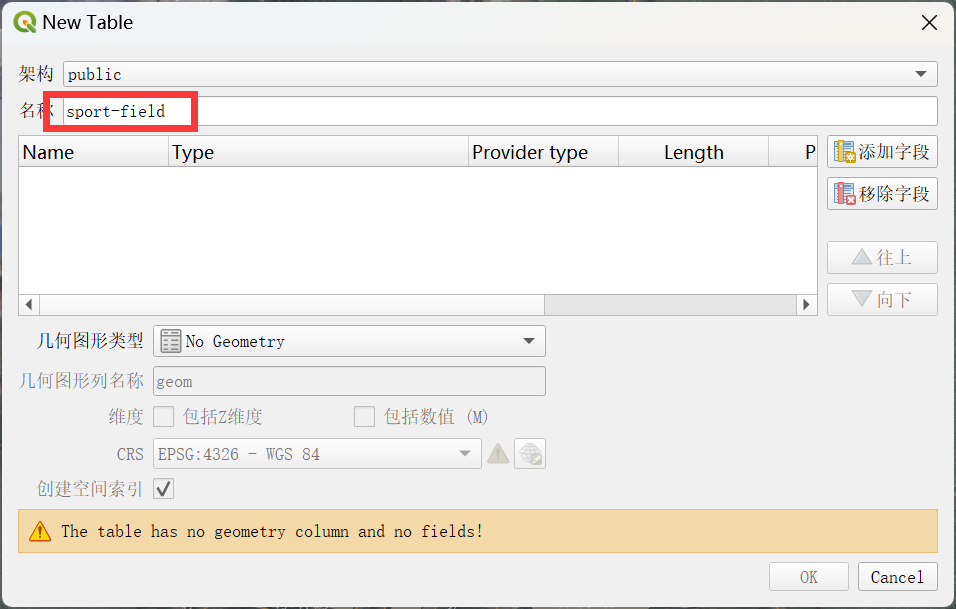 New Table
架构 public
名称 sport-field
Name Type Provider type Length P
添加字段
移除字段
往上
向下
几何图形类型 No Geometry
几何图形列名称 geom
维度 包括Z维度 包括数值 (M)
CRS EPSG:4326 - WGS 84
创建空间索引
The table has no geometry column and no fields!
OK Cancel